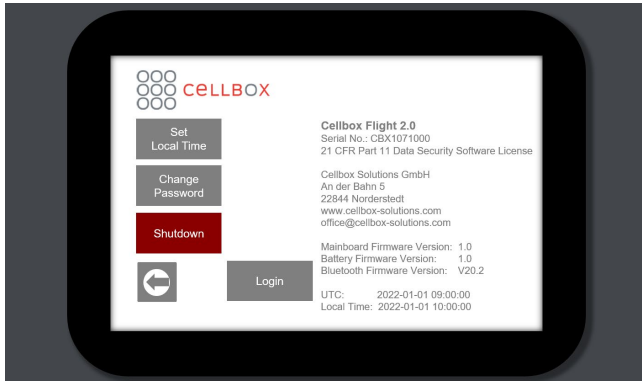 CELLBOX
Set
Local Time
Change
Password
Shutdown
Login
Cellbox Flight 2.0
Serial No.: CBX1071000
21 CFR Part 11 Data Security Software License
Cellbox Solutions GmbH
An der Bahn 5
22844 Norderstedt
www.cellbox-solutions.com
office@cellbox-solutions.com
Mainboard Firmware Version: 1.0
Battery Firmware Version: 1.0
Bluetooth Firmware Version: V20.2
UTC: 2022-01-01 09:00:00
Local Time: 2022-01-01 10:00:00